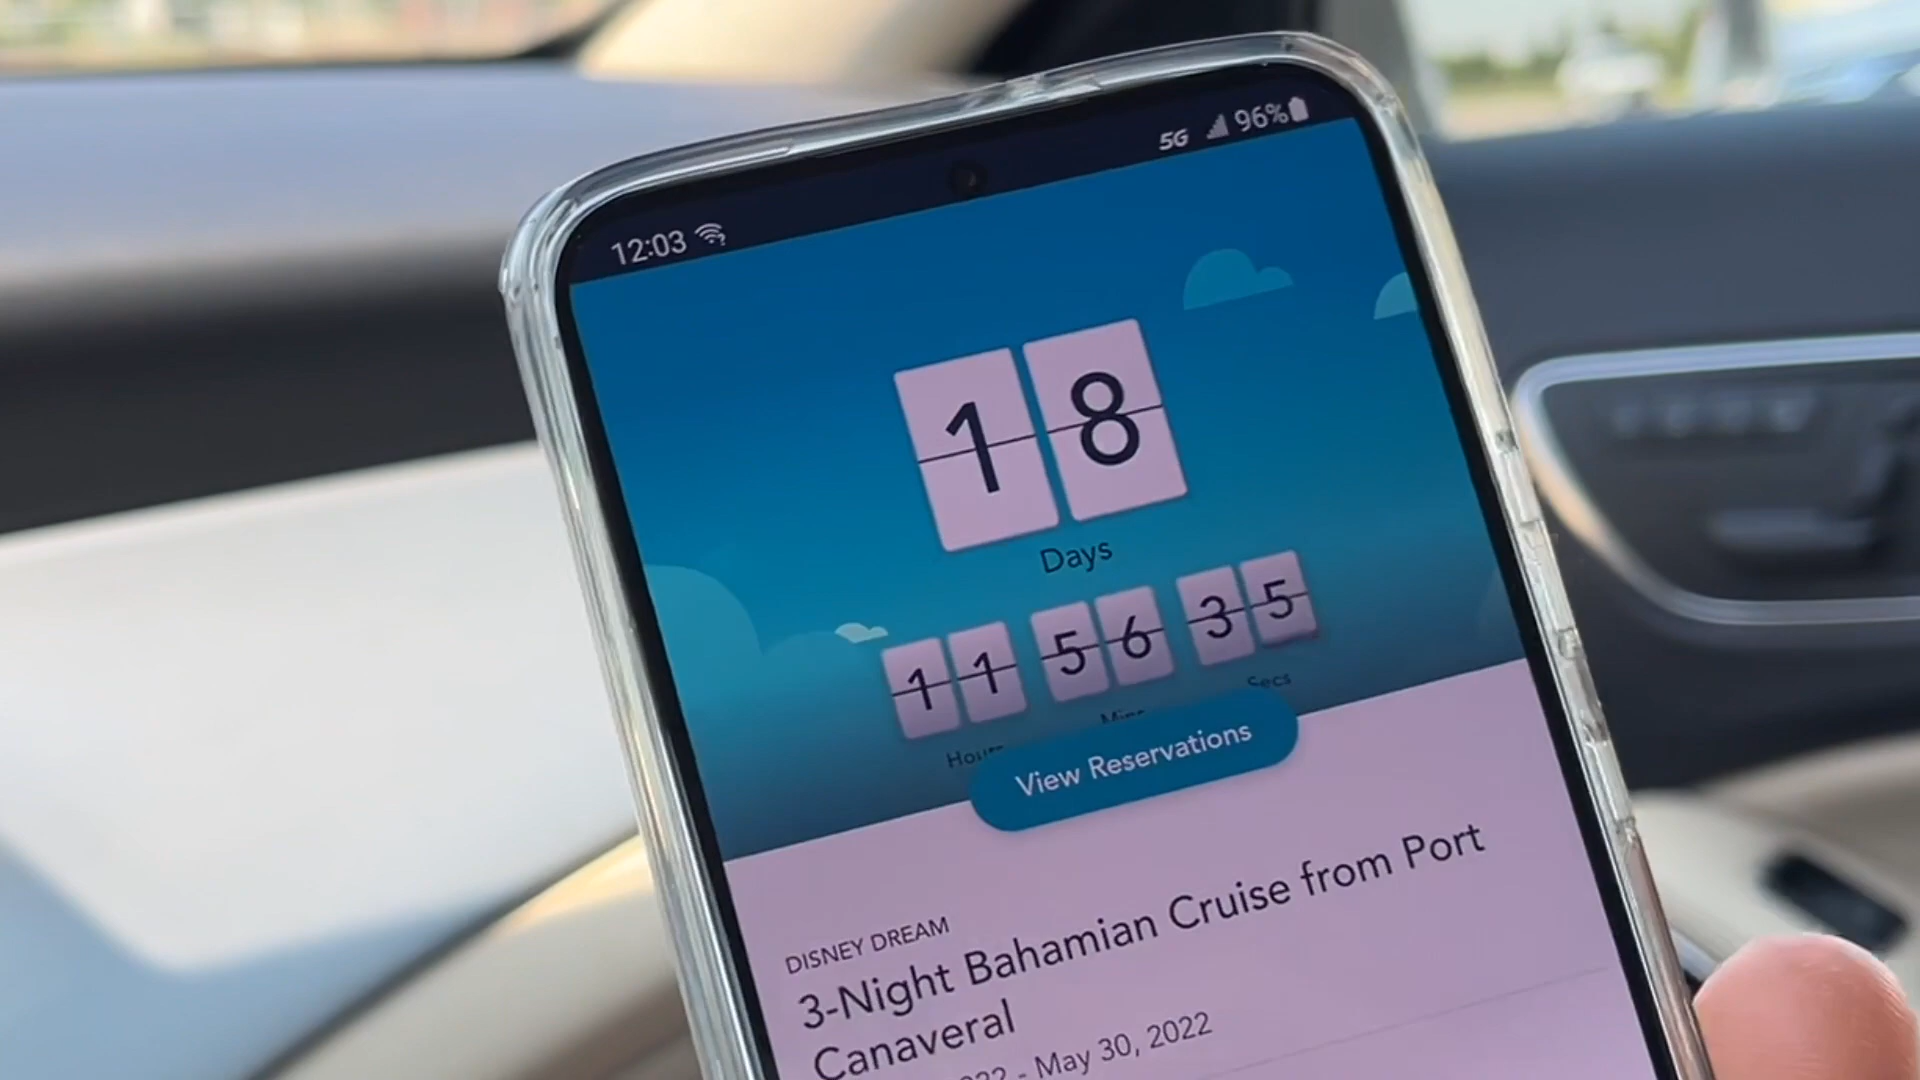 12:03 5G 96%
18
Days
11 56 35
Secs
View Reservations
DISNEY DREAM
3-Night Bahamian Cruise from Port
Canaveral
- May 30, 2022